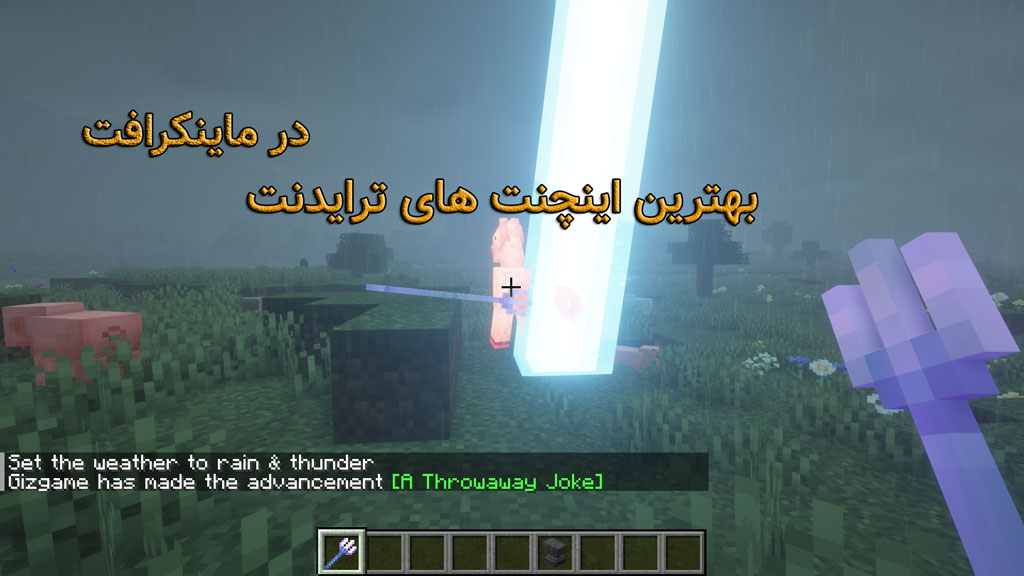 در ماینکرافت
بهترین اینچنت های ترایدنت
Set the weather to rain & thunder
Gizgame has made the advancement [A Throwaway Joke]